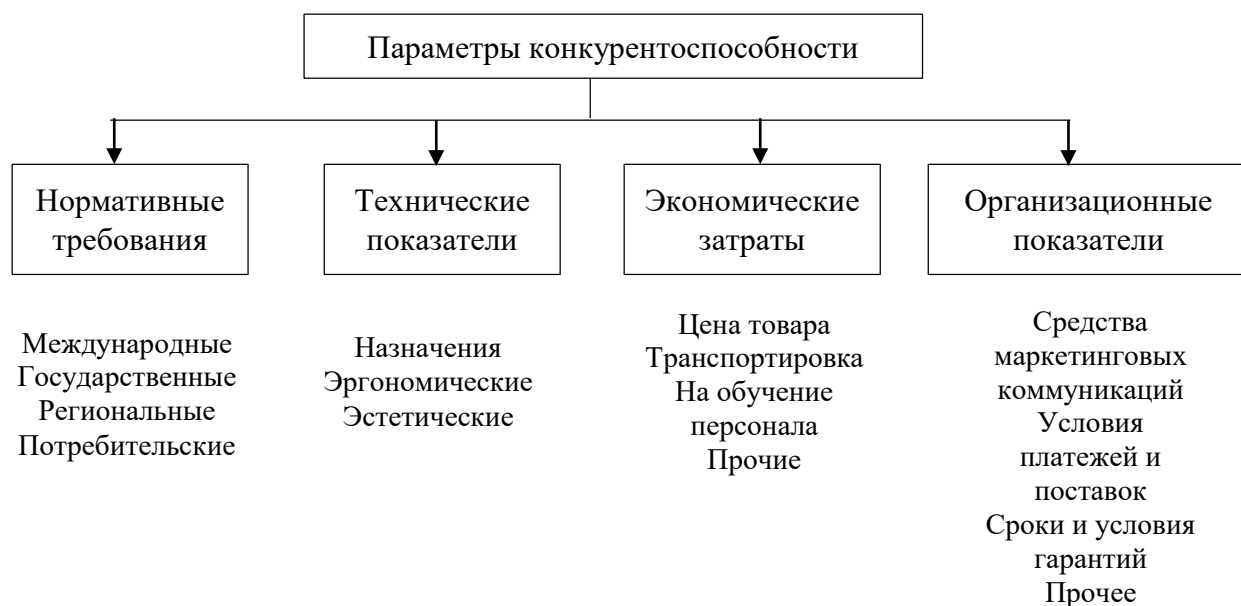 Параметры конкурентоспособности
Нормативные
требования
Технические
показатели
Экономические
затраты
Организационные
показатели
Международные
Государственные
Региональные
Потребительские
Назначения
Эргономические
Эстетические
Цена товара
Транспортировка
На обучение
персонала
Прочие
Средства
маркетинговых
коммуникаций
Условия
платежей и
поставок
Сроки и условия
гарантий
Прочее